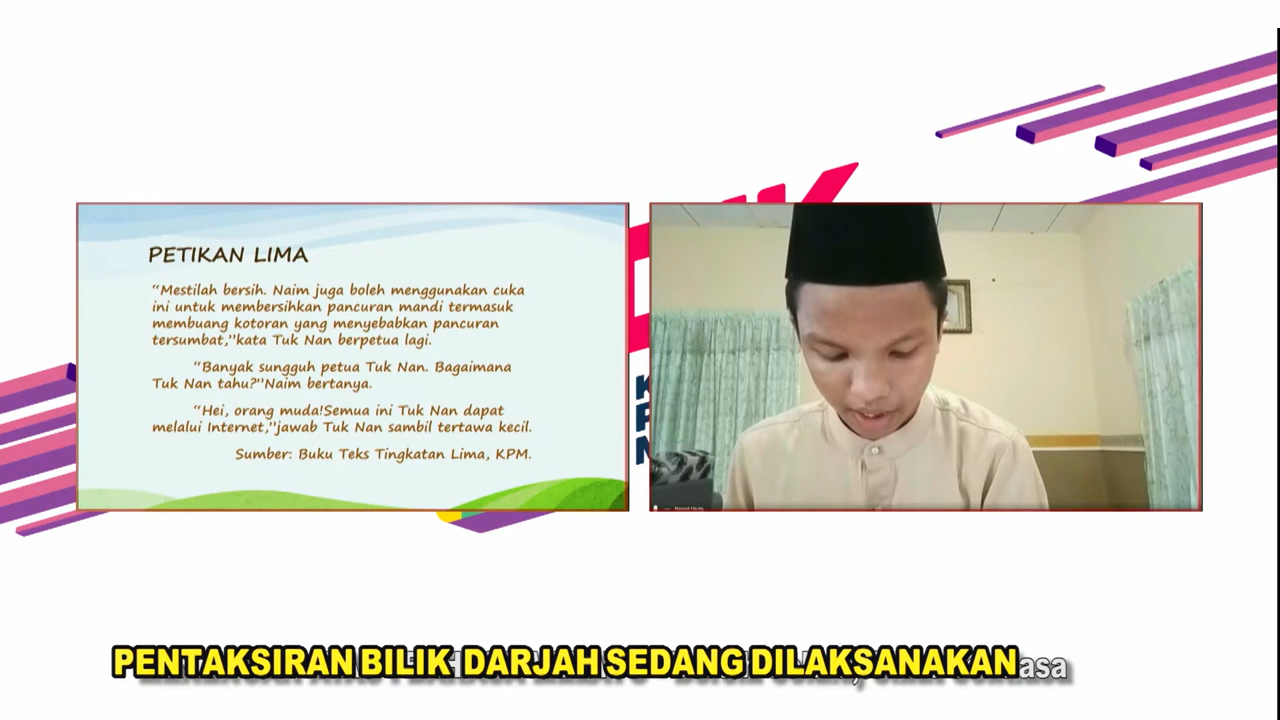 PETIKAN LIMA
“Mestilah bersih. Naim juga boleh menggunakan cuka
ini untuk membersihkan pancuran mandi termasuk
membuang kotoran yang menyebabkan pancuran
tersumbat,”kata Tuk Nan berpetua lagi.
“Banyak sungguh petua Tuk Nan. Bagaimana
Tuk Nan tahu?”Naim bertanya.
“Hei, orang muda!Semua ini Tuk Nan dapat
melalui Internet,”jawab Tuk Nan sambil tertawa kecil.
Sumber: Buku Teks Tingkatan Lima, KPM.
PENTAKSIRAN BILIK DARJAH SEDANG DILAKSANAKAN